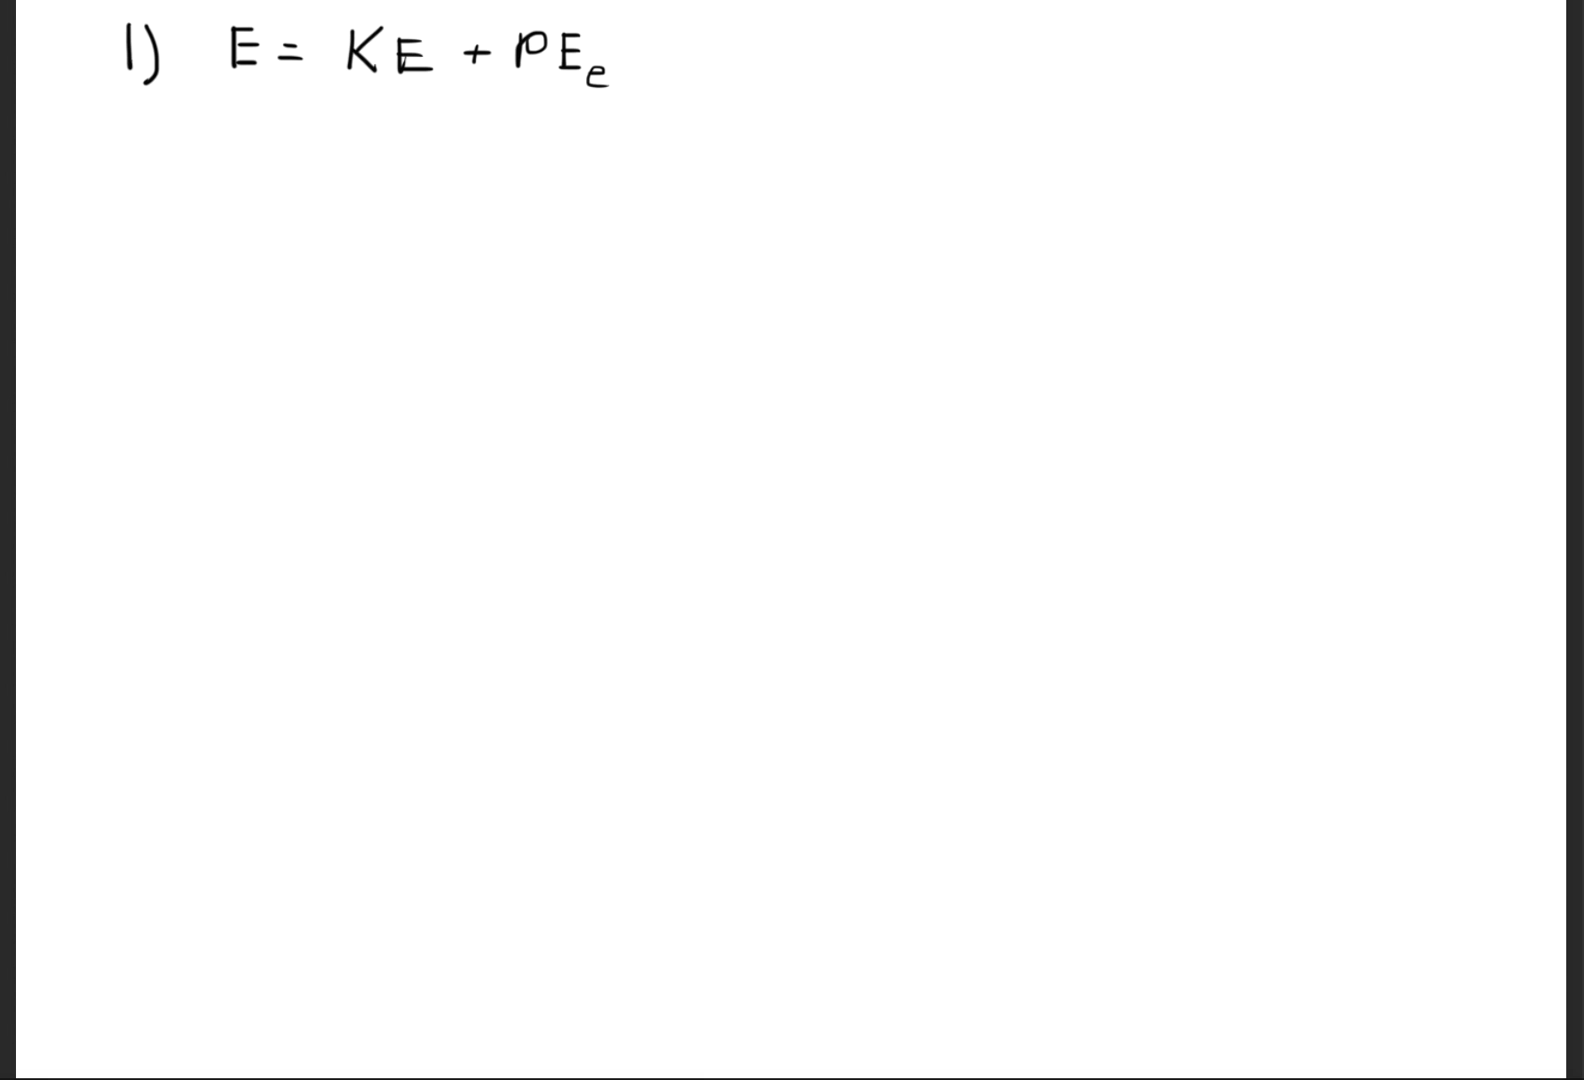 1) E = KE + PEe